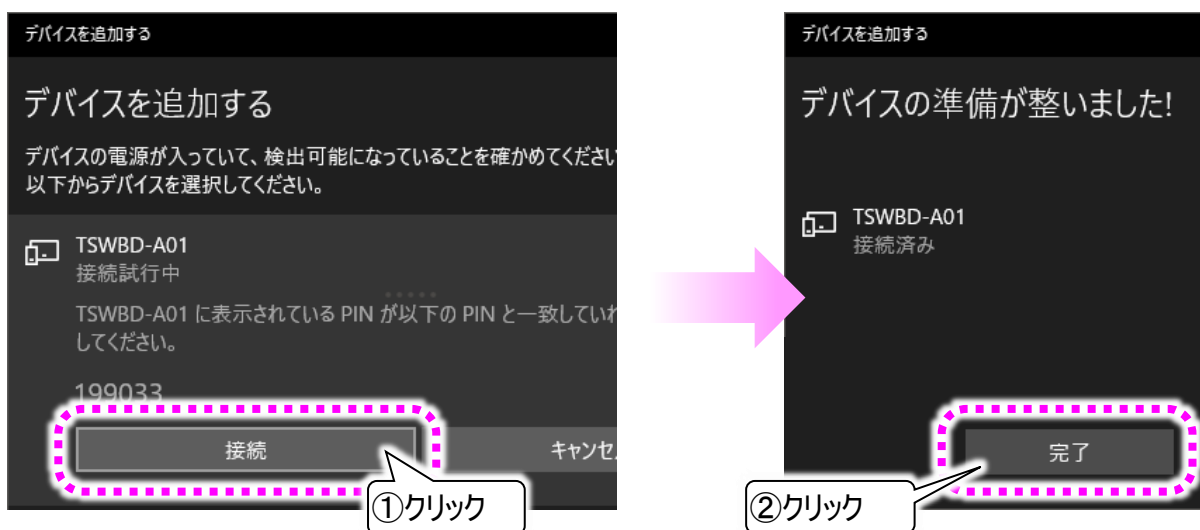 デバイスを追加する
デバイスを追加する
デバイスの電源が入っていて、検出可能になっていることを確かめてください
以下からデバイスを選択してください。
TSWBD-A01
接続試行中
TSWBD-A01 に表示されている PIN が以下の PIN と一致していれ
してください。
199033
接続
キャンセ
①クリック
デバイスを追加する
デバイスの準備が整いました!
TSWBD-A01
接続済み
完了
②クリック